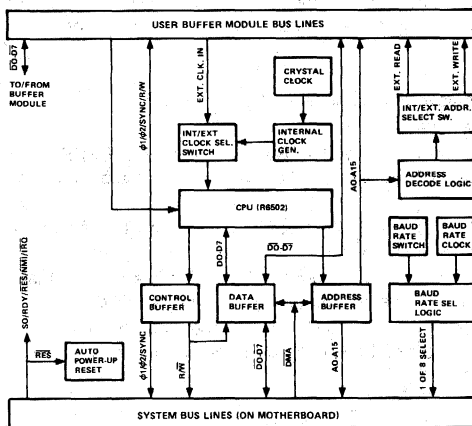 USER BUFFER MODULE BUS LINES
D0-D7
TO/FROM
BUFFER
MODULE
ϕ1/ϕ2/SYNC/R/W
EXT. CLK. IN
CRYSTAL
CLOCK
EXT. READ
EXT. WRITE
INT/EXT. ADDR.
SELECT SW.
INT/EXT
CLOCK SEL.
SWITCH
INTERNAL
CLOCK
GEN.
A0-A15
ADDRESS
DECODE LOGIC
CPU (R6502)
BAUD
RATE
SWITCH
BAUD
RATE
CLOCK
D0-D7
D0-D7
CONTROL
BUFFER
DATA
BUFFER
ADDRESS
BUFFER
BAUD
RATE SEL
LOGIC
SO/RDY/RES/NMI/IRQ
RES
AUTO
POWER-UP
RESET
ϕ1/ϕ2/SYNC
R/W
D0-D7
DMA
A0-A15
1 OF 8 SELECT
SYSTEM BUS LINES (ON MOTHERBOARD)